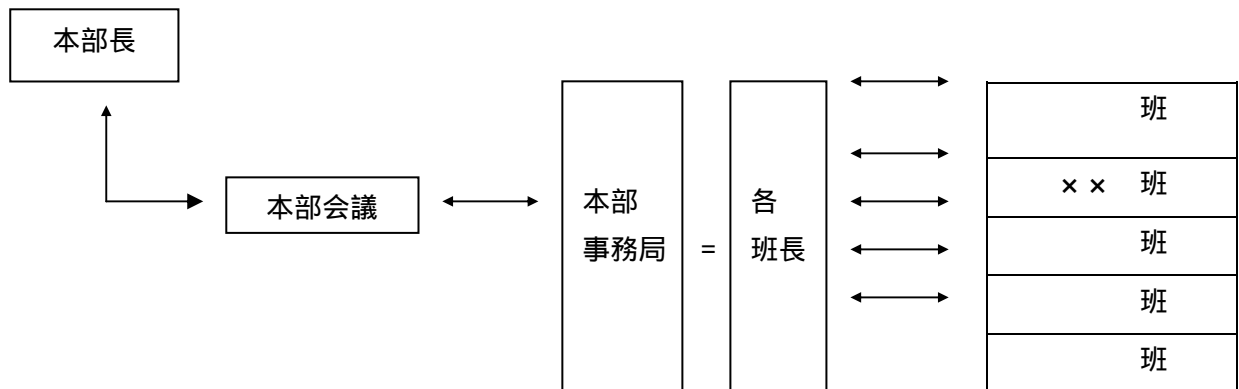 本部長
本部会議
本部
事務局
=
各
班長
班
×× 班
班
班
班